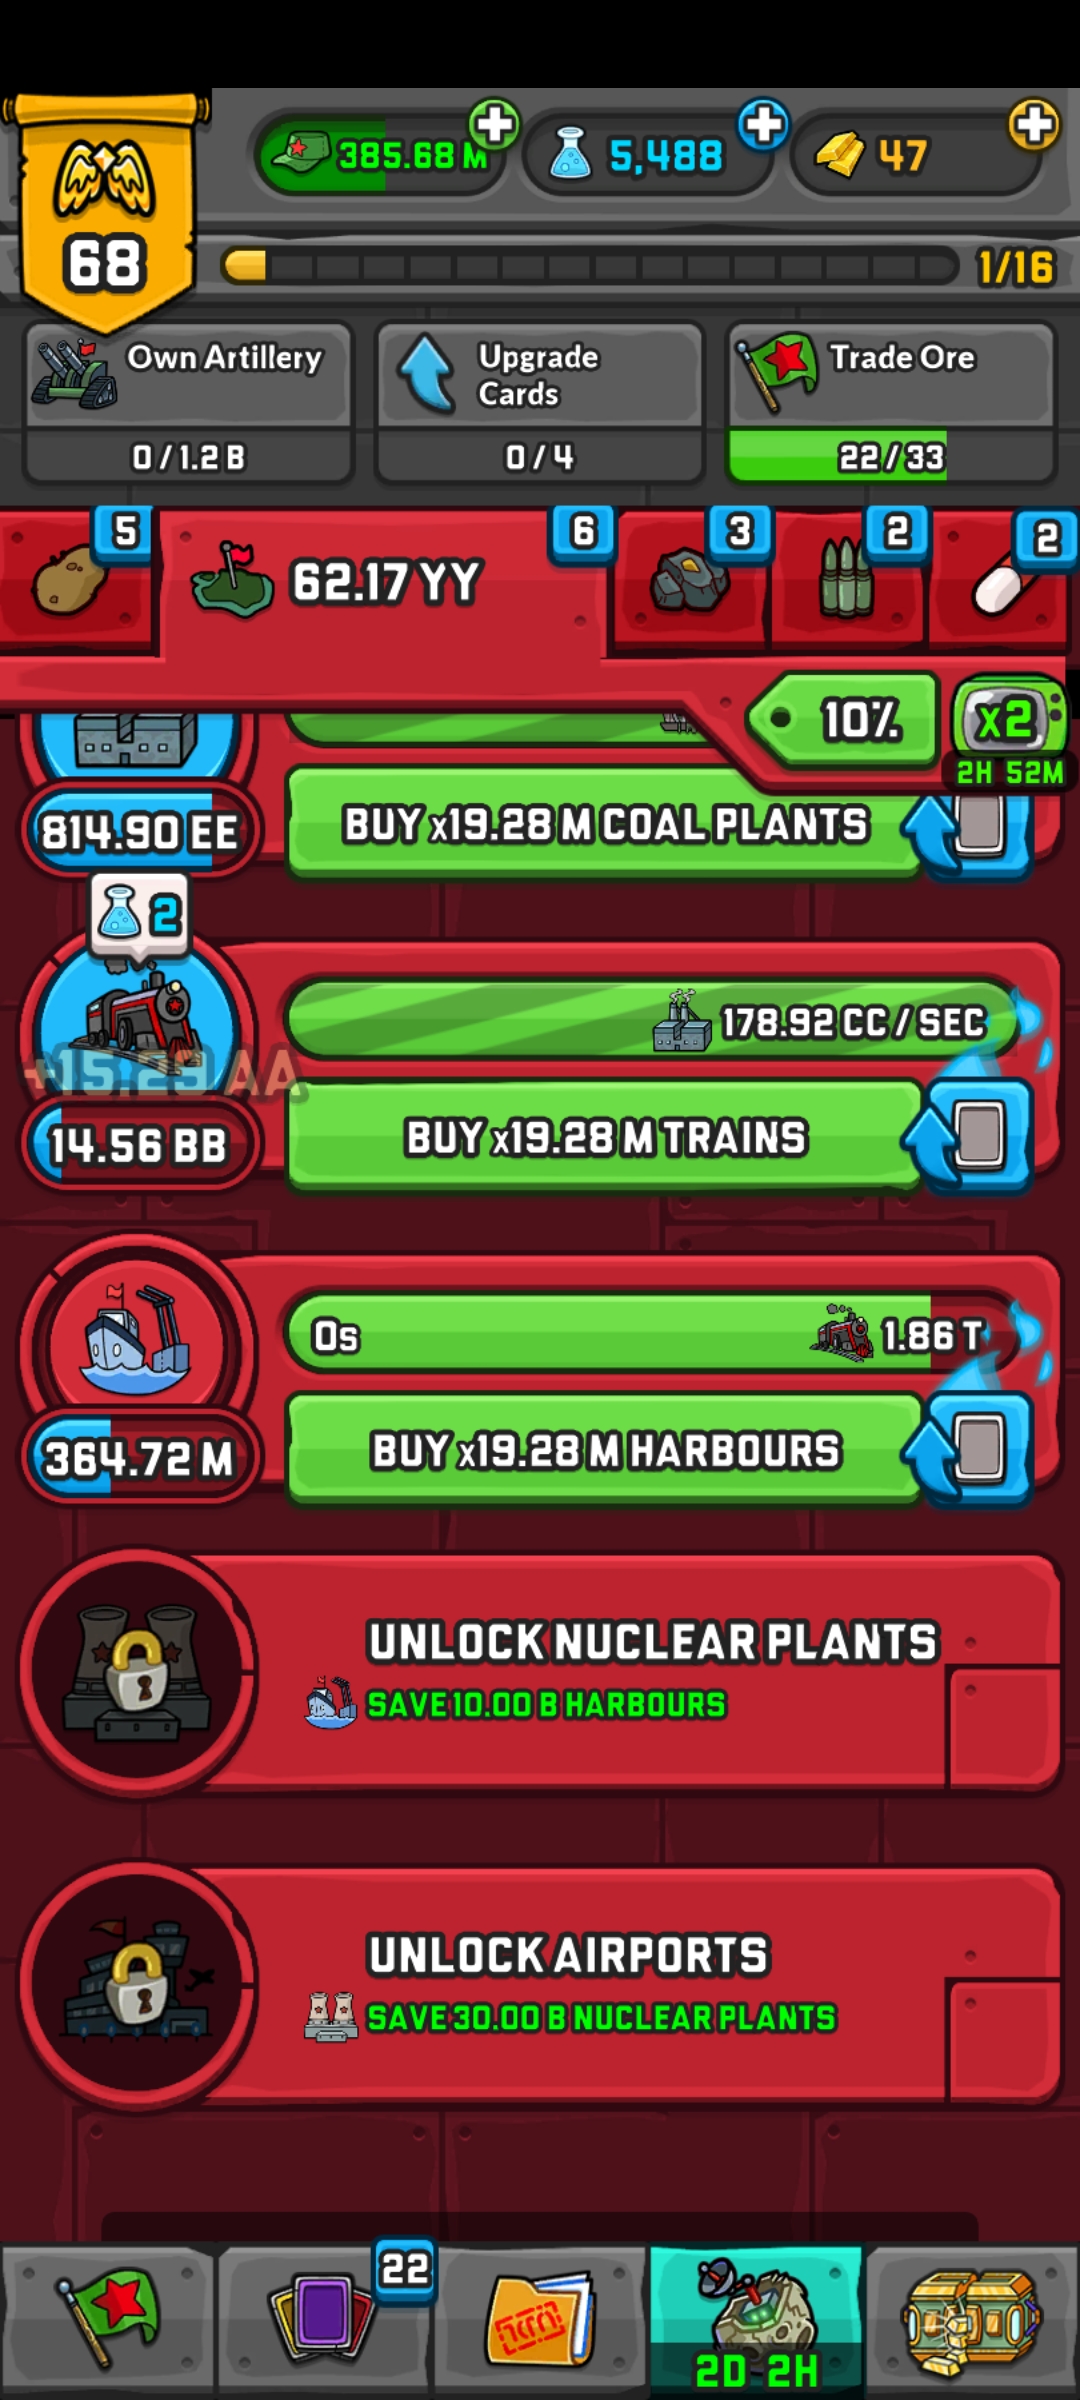 385.68 M
5,488
47
68
1/16
Own Artillery
0 / 1.2 B
Upgrade
Cards
0 / 4
Trade Ore
22 / 33
5
62.17 YY
6
3
2
2
10%
x2
2H 52M
814.90 EE
BUY x19.28 M COAL PLANTS
2
178.92 CC / SEC
+15.29 AA
14.56 BB
BUY x19.28 M TRAINS
0s
1.86 T
364.72 M
BUY x19.28 M HARBOURS
UNLOCK NUCLEAR PLANTS
SAVE 10.00 B HARBOURS
UNLOCK AIRPORTS
SAVE 30.00 B NUCLEAR PLANTS
22
2D 2H